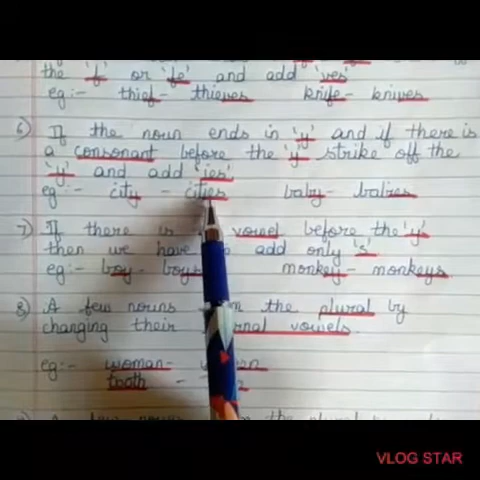 the 'f' or 'fe' and add 'ves'
eg:- thief - thieves knife - knives
6) If the noun ends in 'y' and if there is
a consonant before the 'y' strike off the
'y' and add 'ies'
eg:- city - cities baby - babies
7) If there is vowel before the 'y'
then we have add only 's'
eg:- boy - boys monkey - monkeys
8) A few nouns the plural by
changing their vowels.
eg:- woman -
tooth -
VLOG STAR